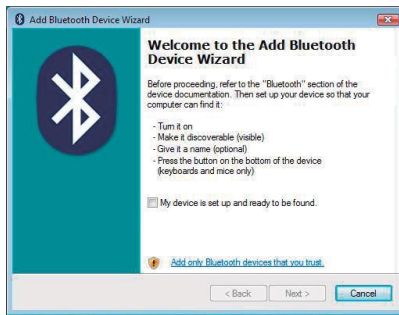 Add Bluetooth Device Wizard
Welcome to the Add Bluetooth
Device Wizard
Before proceeding, refer to the "Bluetooth" section of the
device documentation. Then set up your device so that your
computer can find it:
- Turn it on
- Make it discoverable (visible)
- Give it a name (optional)
- Press the button on the bottom of the device
(keyboards and mice only)
My device is set up and ready to be found.
Add only Bluetooth devices that you trust.
< Back Next > Cancel